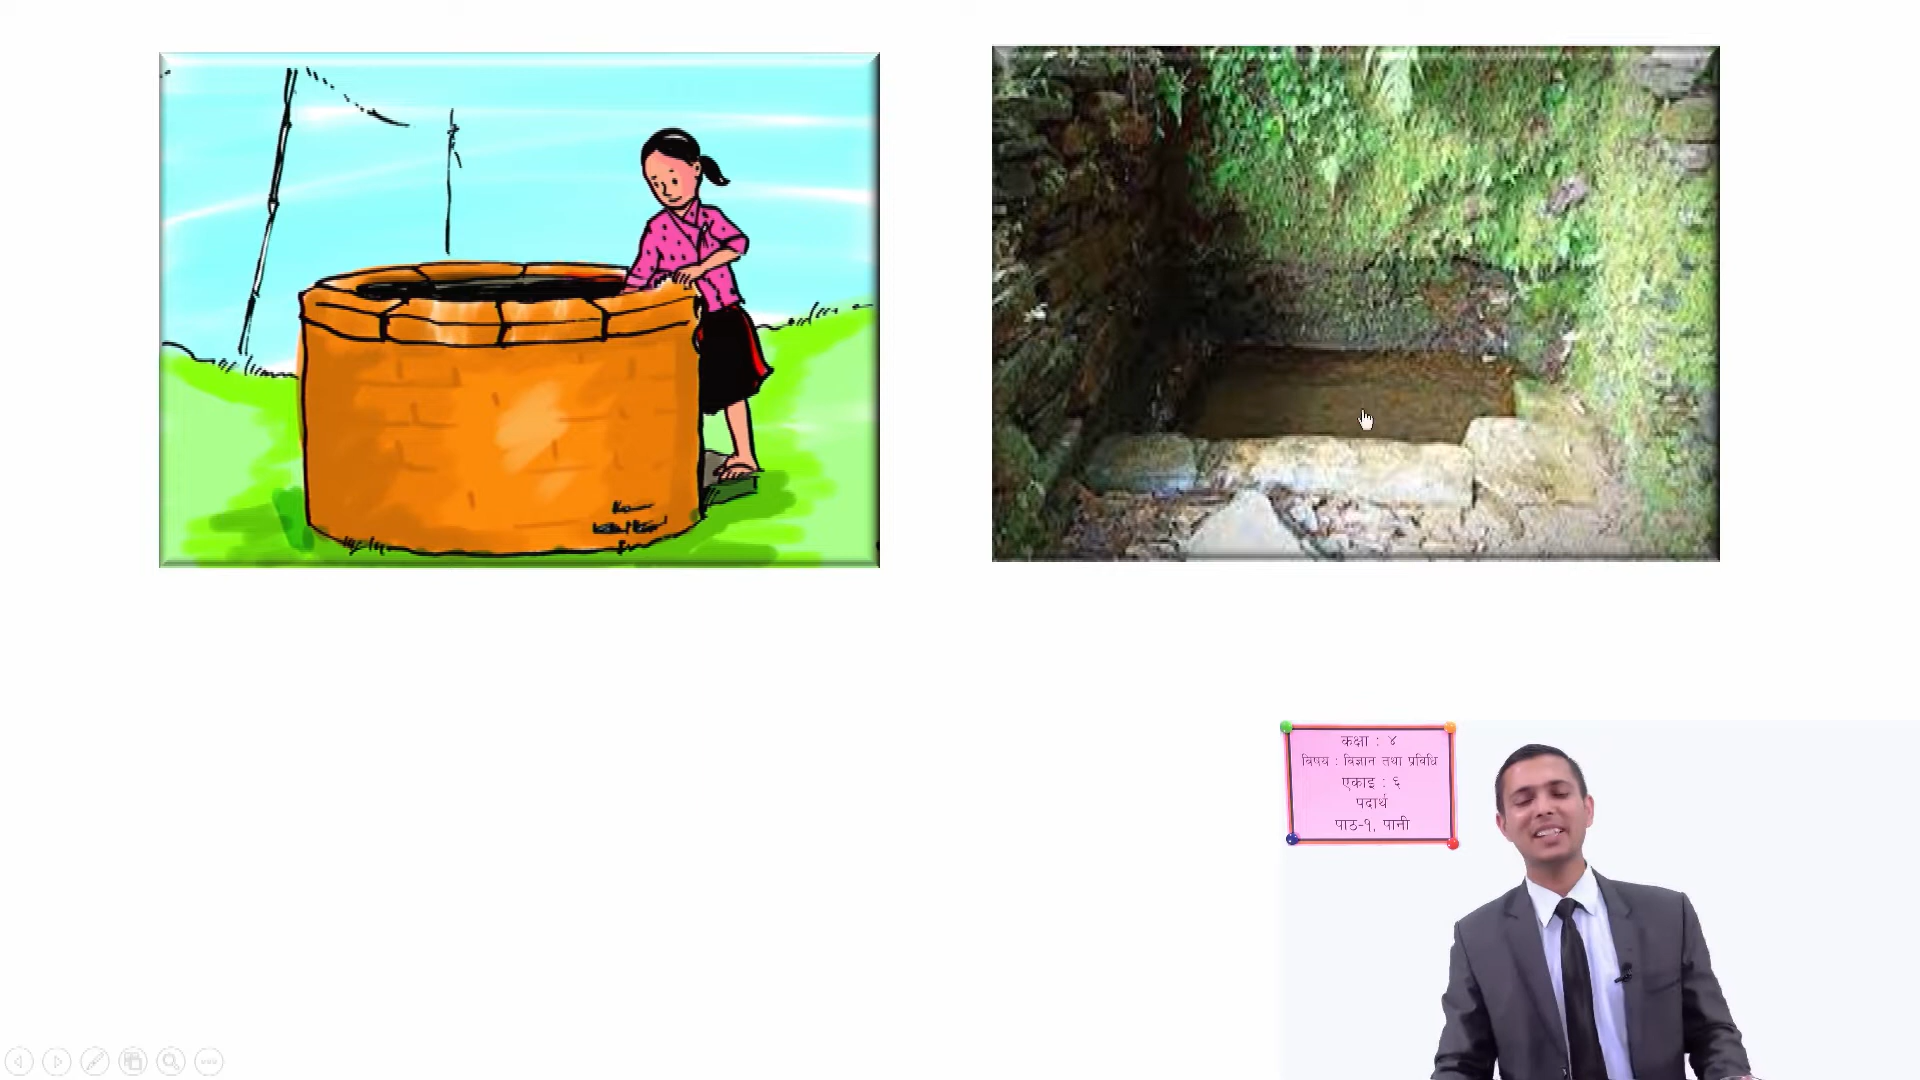 कक्षा : ४
विषय : विज्ञान तथा प्रविधि
एकाइ : ६
पदार्थ
पाठ-१, पानी